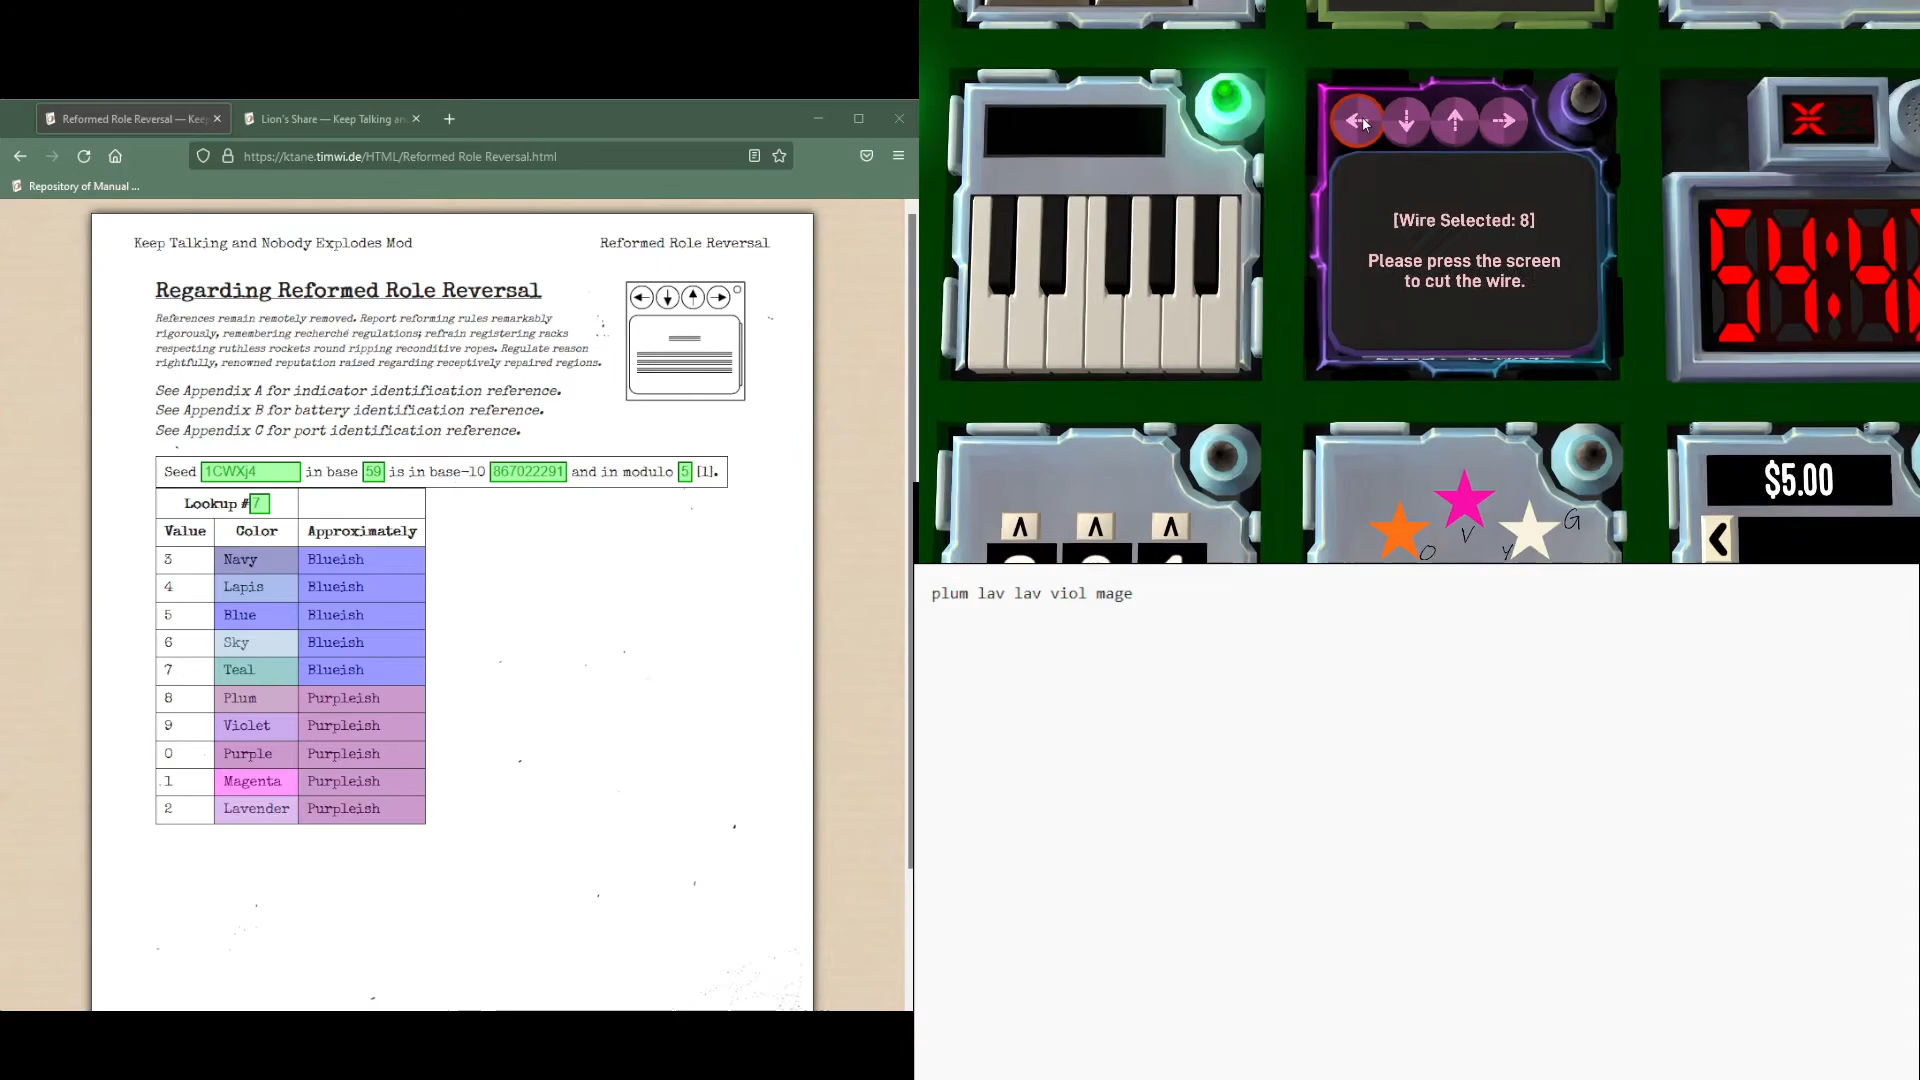 Reformed Role Reversal — Keep
Lion's Share — Keep Talking and
https://ktane.timwi.de/HTML/Reformed Role Reversal.html
Repository of Manual ...
Keep Talking and Nobody Explodes Mod
Reformed Role Reversal
Regarding Reformed Role Reversal
References remain remotely removed. Report reforming rules remarkably
rigorously, remembering recherché regulations; refrain registering racks
respecting ruthless rockets round ripping reconditive ropes. Regulate reason
rightfully, renowned reputation raised regarding receptively repaired regions.
See Appendix A for indicator identification reference.
See Appendix B for battery identification reference.
See Appendix C for port identification reference.
Seed 1CWXj4 in base 59 is in base-10 867022291 and in modulo 5 [1].
Lookup #7
Value Color Approximately
3 Navy Blueish
4 Lapis Blueish
5 Blue Blueish
6 Sky Blueish
7 Teal Blueish
8 Plum Purpleish
9 Violet Purpleish
0 Purple Purpleish
1 Magenta Purpleish
2 Lavender Purpleish
[Wire Selected: 8]
Please press the screen
to cut the wire.
X
$5.00
O V Y G
plum lav lav viol mage